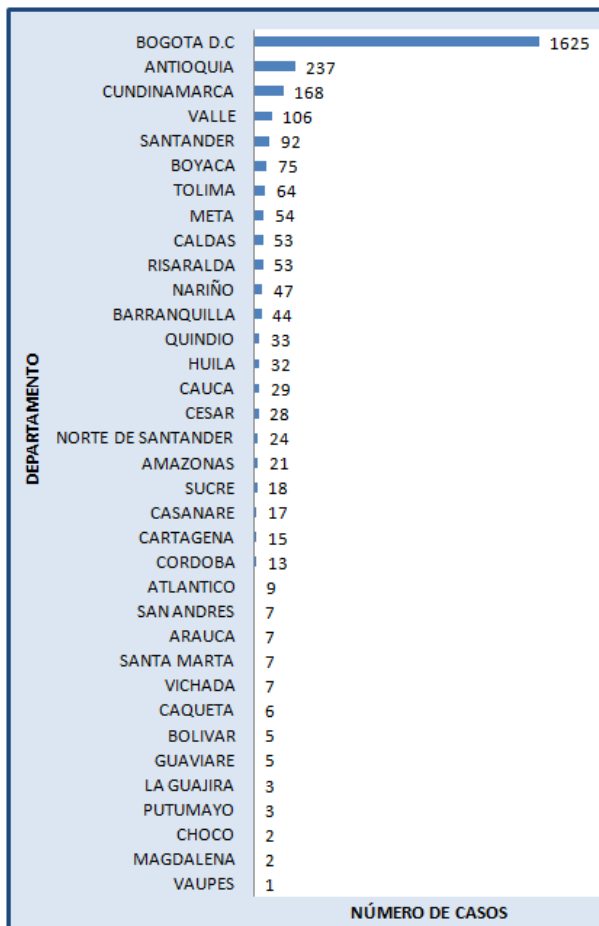 DEPARTAMENTO
BOGOTA D.C 1625
ANTIOQUIA 237
CUNDINAMARCA 168
VALLE 106
SANTANDER 92
BOYACA 75
TOLIMA 64
META 54
CALDAS 53
RISARALDA 53
NARIÑO 47
BARRANQUILLA 44
QUINDIO 33
HUILA 32
CAUCA 29
CESAR 28
NORTE DE SANTANDER 24
AMAZONAS 21
SUCRE 18
CASANARE 17
CARTAGENA 15
CORDOBA 13
ATLANTICO 9
SAN ANDRES 7
ARAUCA 7
SANTA MARTA 7
VICHADA 7
CAQUETA 6
BOLIVAR 5
GUAVIARE 5
LA GUAJIRA 3
PUTUMAYO 3
CHOCO 2
MAGDALENA 2
VAUPES 1
NÚMERO DE CASOS